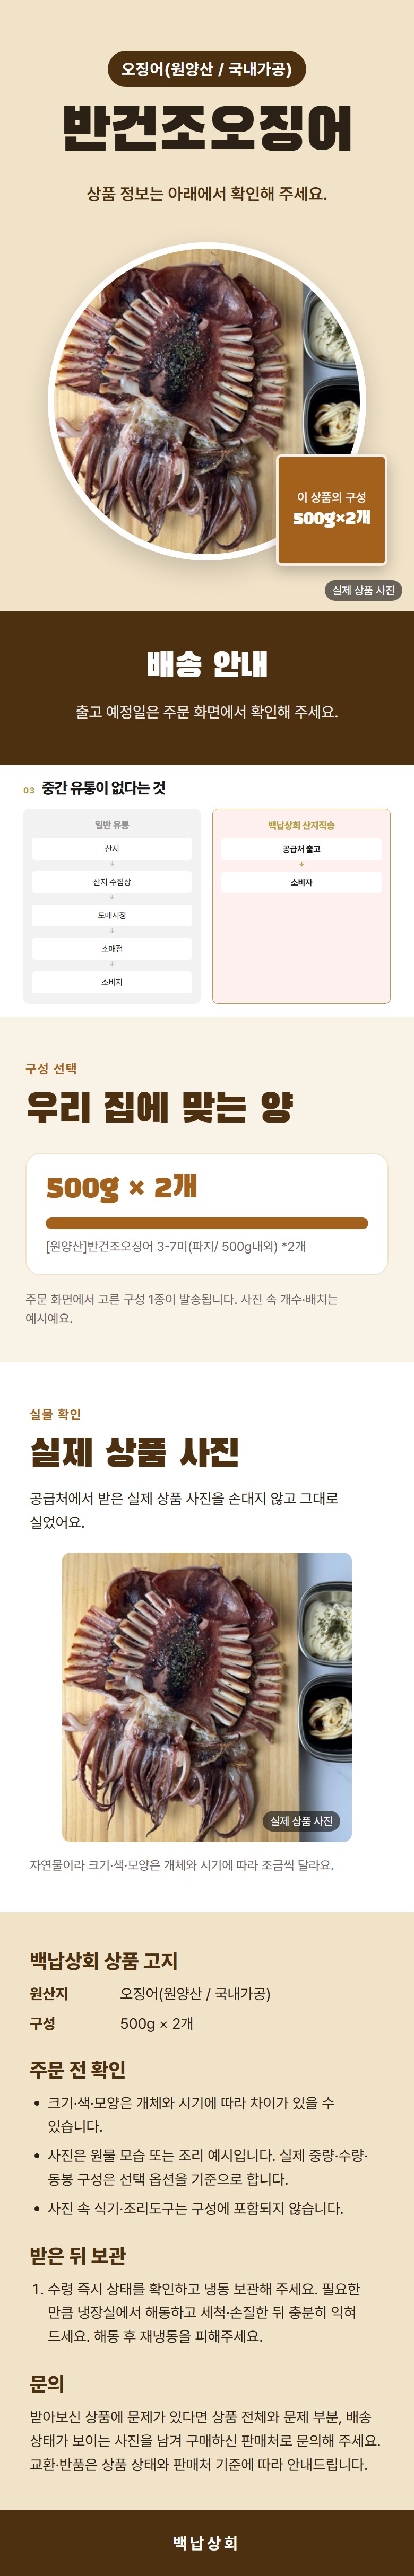 오징어(원양산 / 국내가공)
반건조오징어
상품 정보는 아래에서 확인해 주세요.
이 상품의 구성
500g×2개
실제 상품 사진
배송 안내
출고 예정일은 주문 화면에서 확인해 주세요.
03 중간 유통이 없다는 것
일반 유통
산지
↓
산지 수집상
↓
도매시장
↓
소매점
↓
소비자
백납상회 산지직송
공급처 출고
↓
소비자
구성 선택
우리 집에 맞는 양
500g × 2개
[원양산]반건조오징어 3-7미(파지/ 500g내외) *2개
주문 화면에서 고른 구성 1종이 발송됩니다. 사진 속 개수·배치는
예시예요.
실물 확인
실제 상품 사진
공급처에서 받은 실제 상품 사진을 손대지 않고 그대로
실었어요.
실제 상품 사진
자연물이라 크기·색·모양은 개체와 시기에 따라 조금씩 달라요.
백납상회 상품 고지
원산지 오징어(원양산 / 국내가공)
구성 500g × 2개
주문 전 확인
• 크기·색·모양은 개체와 시기에 따라 차이가 있을 수
있습니다.
• 사진은 원물 모습 또는 조리 예시입니다. 실제 중량·수량·
동봉 구성은 선택 옵션을 기준으로 합니다.
• 사진 속 식기·조리도구는 구성에 포함되지 않습니다.
받은 뒤 보관
1. 수령 즉시 상태를 확인하고 냉동 보관해 주세요. 필요한
만큼 냉장실에서 해동하고 세척·손질한 뒤 충분히 익혀
드세요. 해동 후 재냉동을 피해주세요.
문의
받아보신 상품에 문제가 있다면 상품 전체와 문제 부분, 배송
상태가 보이는 사진을 남겨 구매하신 판매처로 문의해 주세요.
교환·반품은 상품 상태와 판매처 기준에 따라 안내드립니다.
백납상회